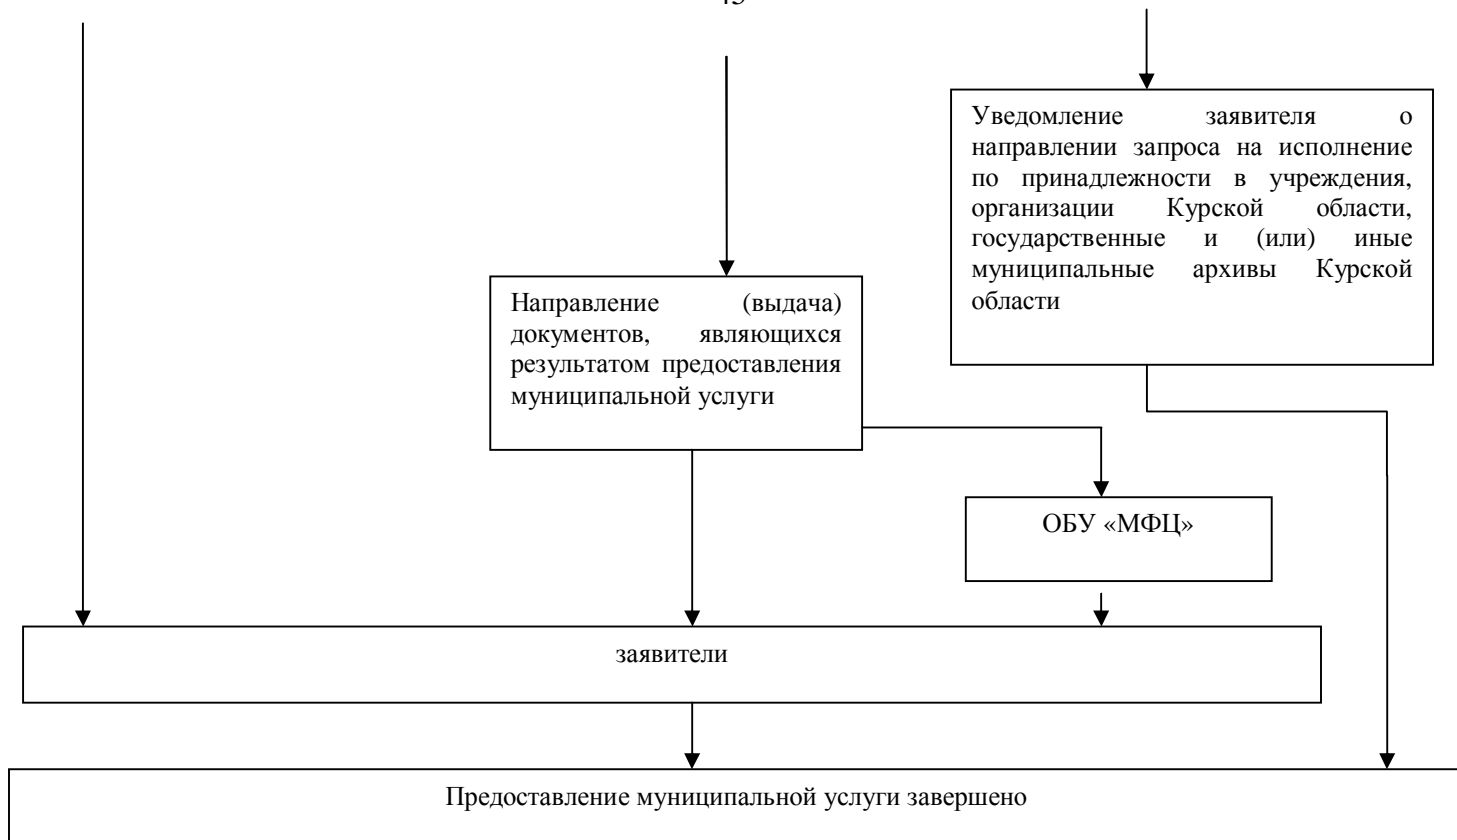 Уведомление заявителя о
направлении запроса на исполнение
по принадлежности в учреждения,
организации Курской области,
государственные и (или) иные
муниципальные архивы Курской
области
Направление (выдача)
документов, являющихся
результатом предоставления
муниципальной услуги
ОБУ «МФЦ»
заявители
Предоставление муниципальной услуги завершено